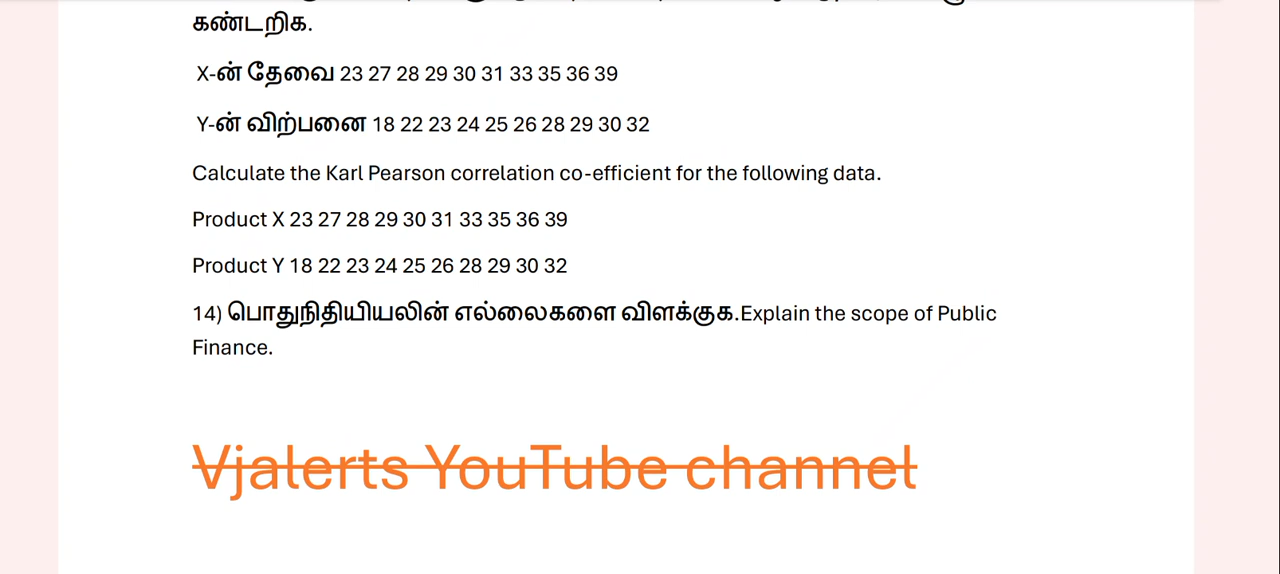 கண்டறிக.
X-ன் தேவை 23 27 28 29 30 31 33 35 36 39
Y-ன் விற்பனை 18 22 23 24 25 26 28 29 30 32
Calculate the Karl Pearson correlation co-efficient for the following data.
Product X 23 27 28 29 30 31 33 35 36 39
Product Y 18 22 23 24 25 26 28 29 30 32
14) பொதுநிதியியலின் எல்லைகளை விளக்குக.Explain the scope of Public
Finance.
Vjalerts YouTube channel